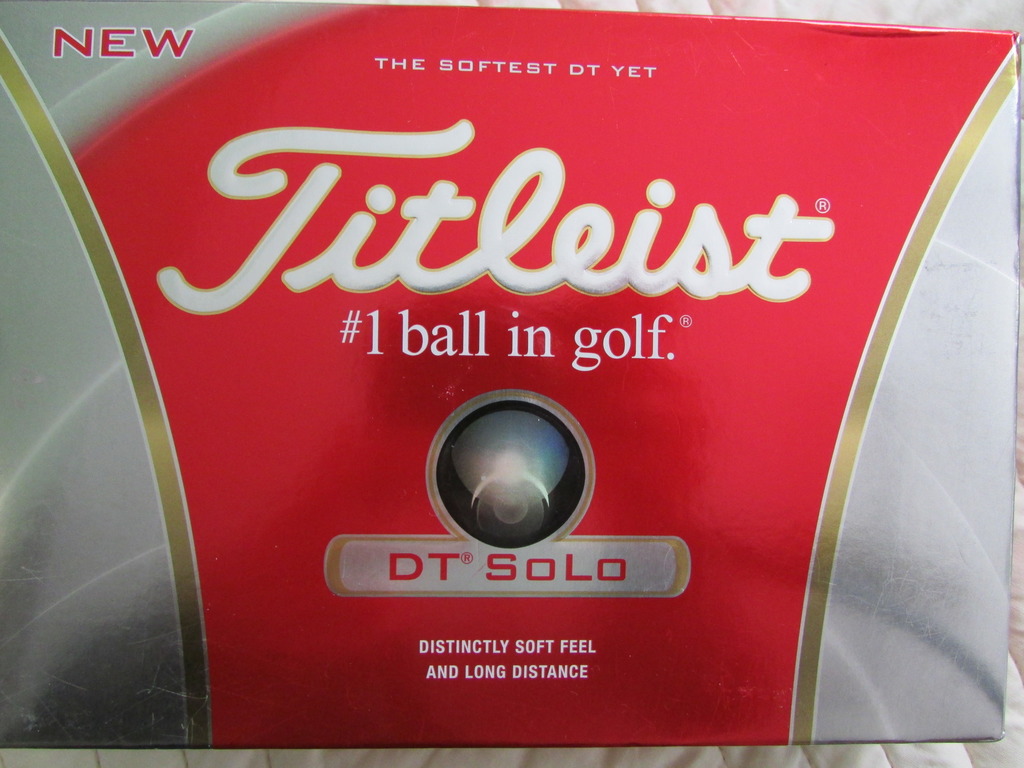 NEW
THE SOFTEST DT YET
Titleist®
#1 ball in golf.®
DT® SoLo
DISTINCTLY SOFT FEEL
AND LONG DISTANCE